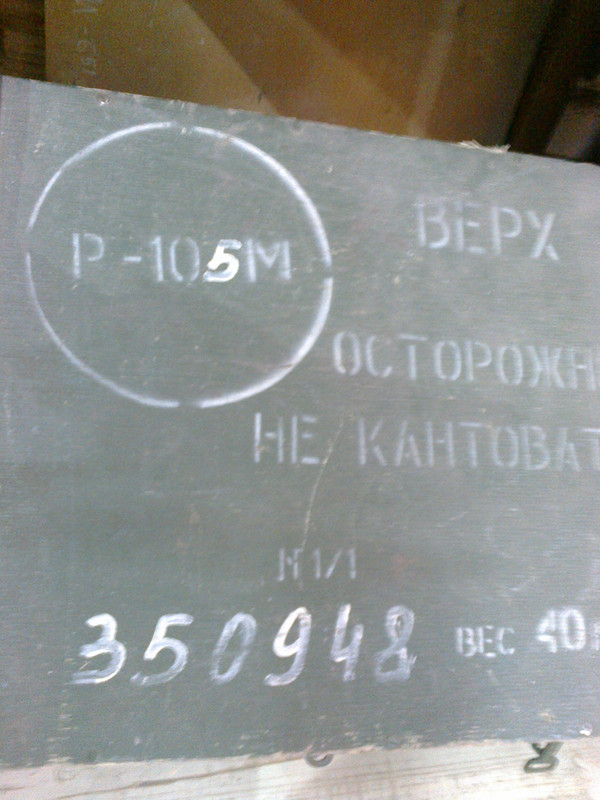 Р-105М
ВЕРХ
ОСТОРОЖН
НЕ КАНТОВАТ
№1/1
350948
ВЕС 40